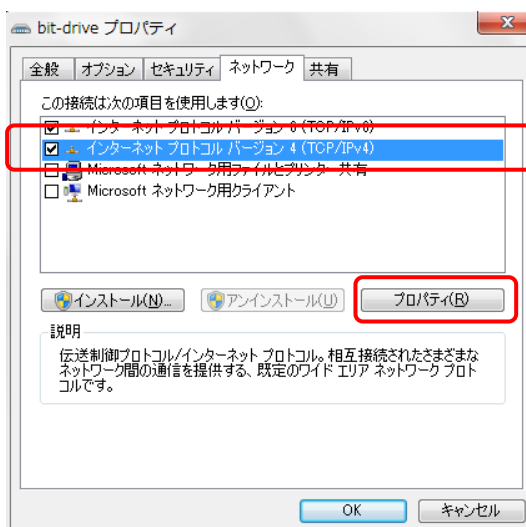 bit-drive プロパティ
全般 オプション セキュリティ ネットワーク 共有
この接続は次の項目を使用します(O):
インターネット プロトコル バージョン 6 (TCP/IPv6)
インターネット プロトコル バージョン 4 (TCP/IPv4)
Microsoft ネットワーク用ファイルとプリンター共有
Microsoft ネットワーク用クライアント
インストール(N)... アンインストール(U) プロパティ(R)
説明
伝送制御プロトコル/インターネット プロトコル。相互接続されたさまざまな
ネットワーク間の通信を提供する、既定のワイド エリア ネットワーク プロト
コルです。
OK キャンセル